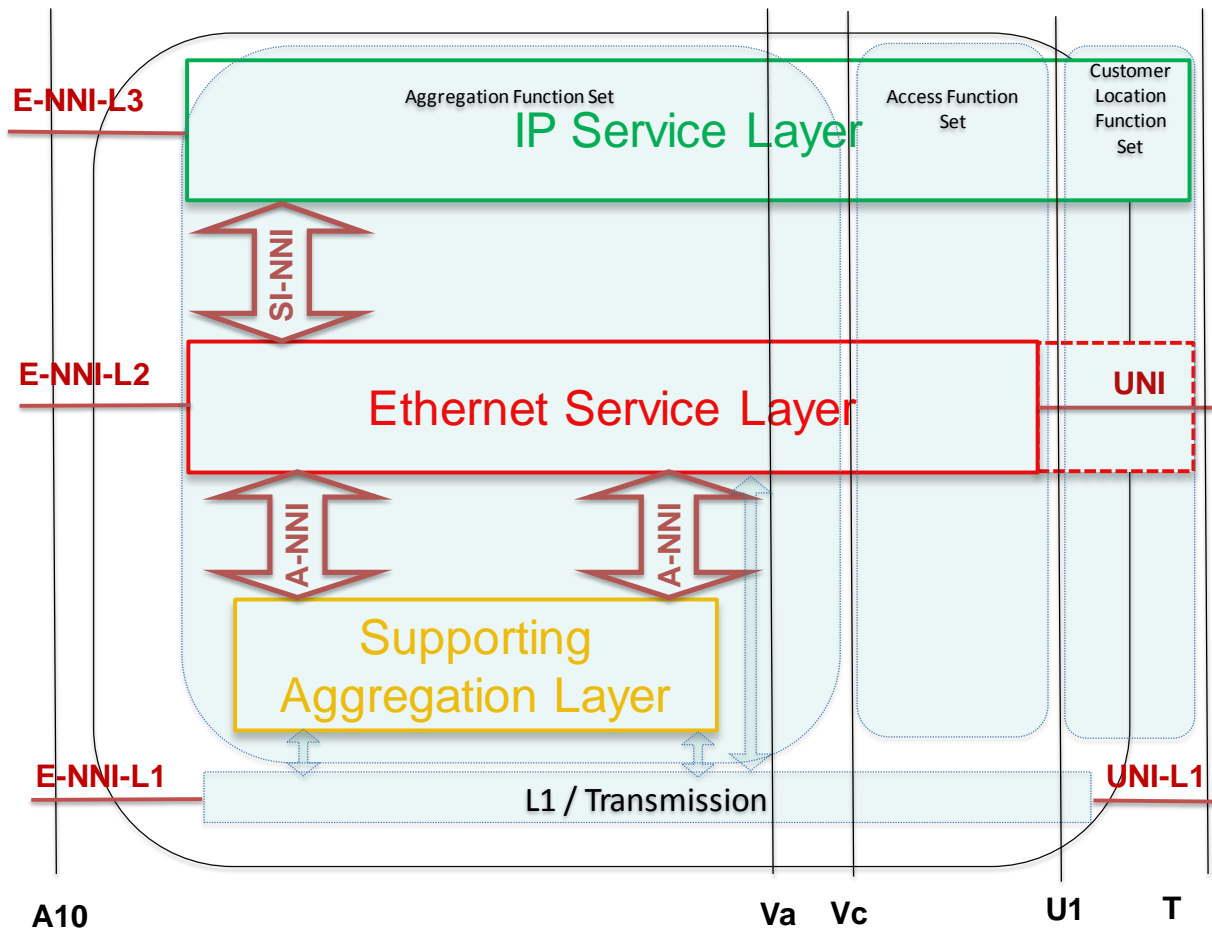 E-NNI-L3
Aggregation Function Set
IP Service Layer
Access Function
Set
Customer
Location
Function
Set
SI-NNI
E-NNI-L2
Ethernet Service Layer
UNI
A-NNI
A-NNI
Supporting
Aggregation Layer
E-NNI-L1
L1 / Transmission
UNI-L1
A10
Va
Vc
U1
T